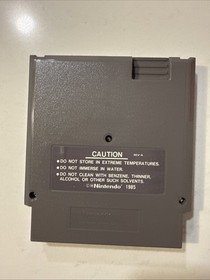 CAUTION
• DO NOT STORE IN EXTREME TEMPERATURES.
• DO NOT IMMERSE IN WATER.
• DO NOT CLEAN WITH BENZENE, THINNER,
ALCOHOL OR OTHER SUCH SOLVENTS.
©® Nintendo 1985